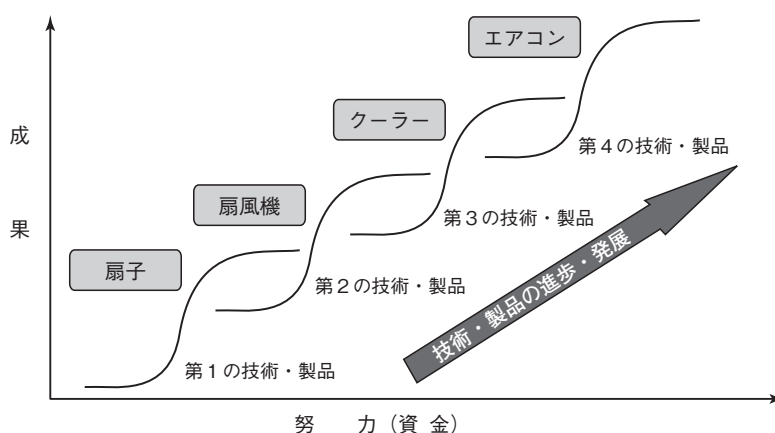 エアコン
クーラー
第４の技術・製品
扇風機
第３の技術・製品
扇子
第２の技術・製品
技術・製品の進歩・発展
第１の技術・製品
成果
努力（資金）